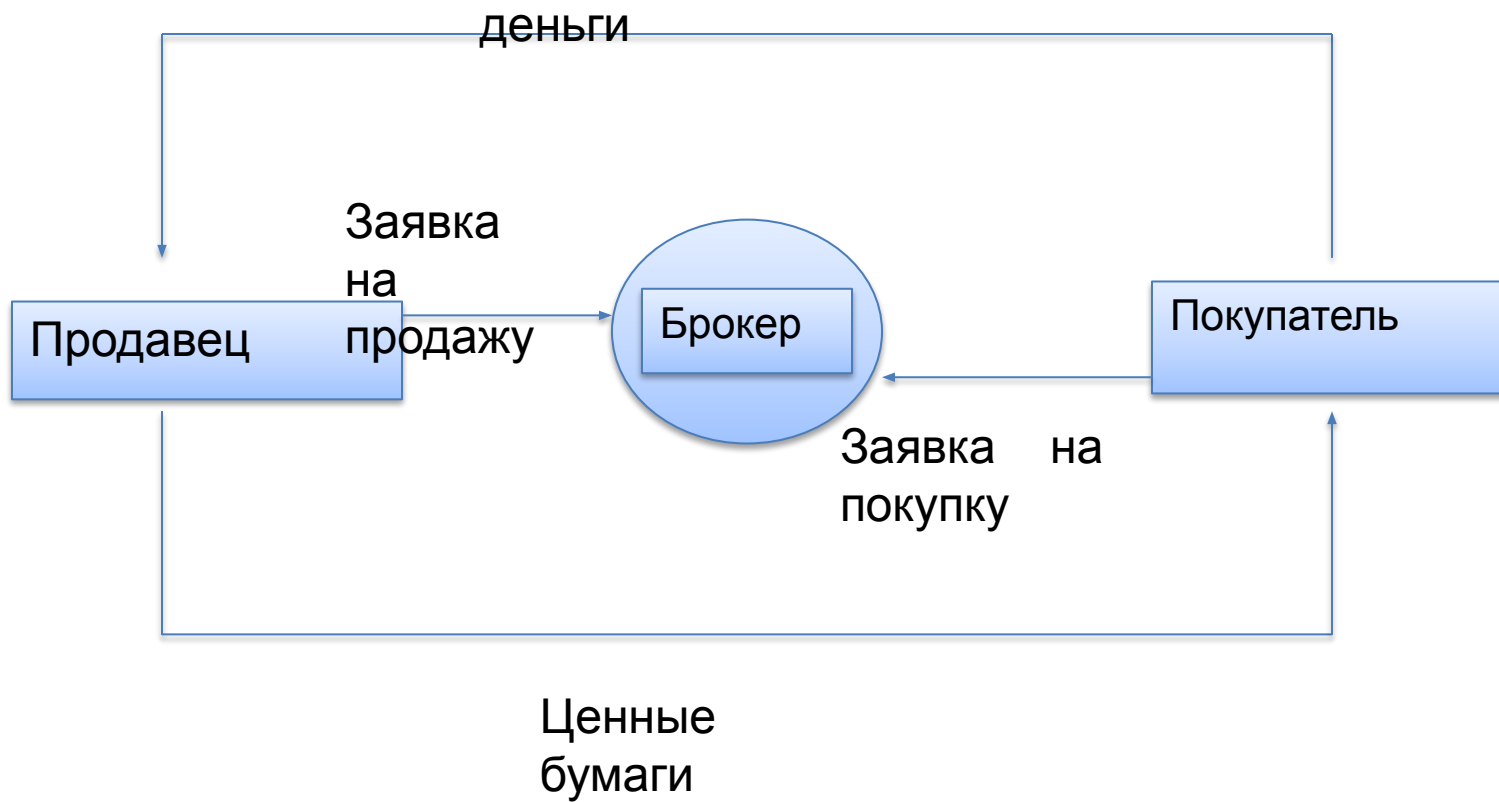 деньги
Заявка
на
продажу
Продавец
Брокер
Покупатель
Заявка на
покупку
Ценные
бумаги